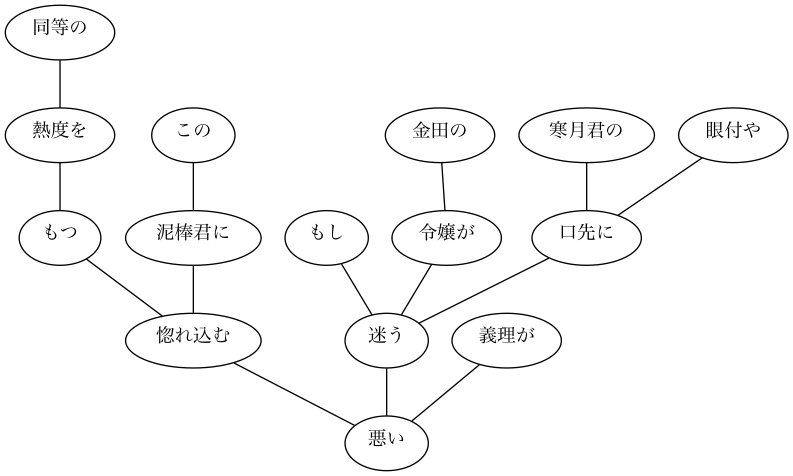 同等の
熱度を
この
金田の
寒月君の
眼付や
もつ
泥棒君に
もし
令嬢が
口先に
惚れ込む
迷う
義理が
悪い